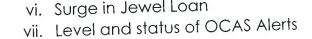 vi. Surge in Jewel Loan
vii. Level and status of OCAS Alerts